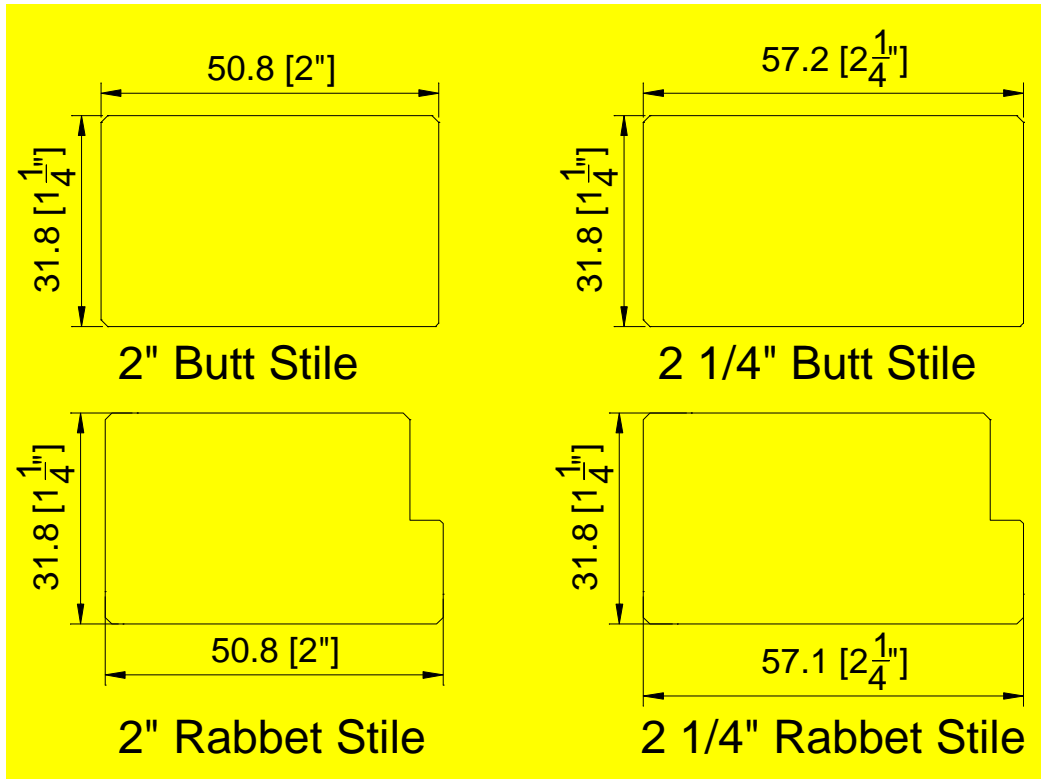 50.8 [2"]
57.2 [2 1/4"]
31.8 [1 1/4"]
31.8 [1 1/4"]
2" Butt Stile
2 1/4" Butt Stile
31.8 [1 1/4"]
31.8 [1 1/4"]
50.8 [2"]
57.1 [2 1/4"]
2" Rabbet Stile
2 1/4" Rabbet Stile